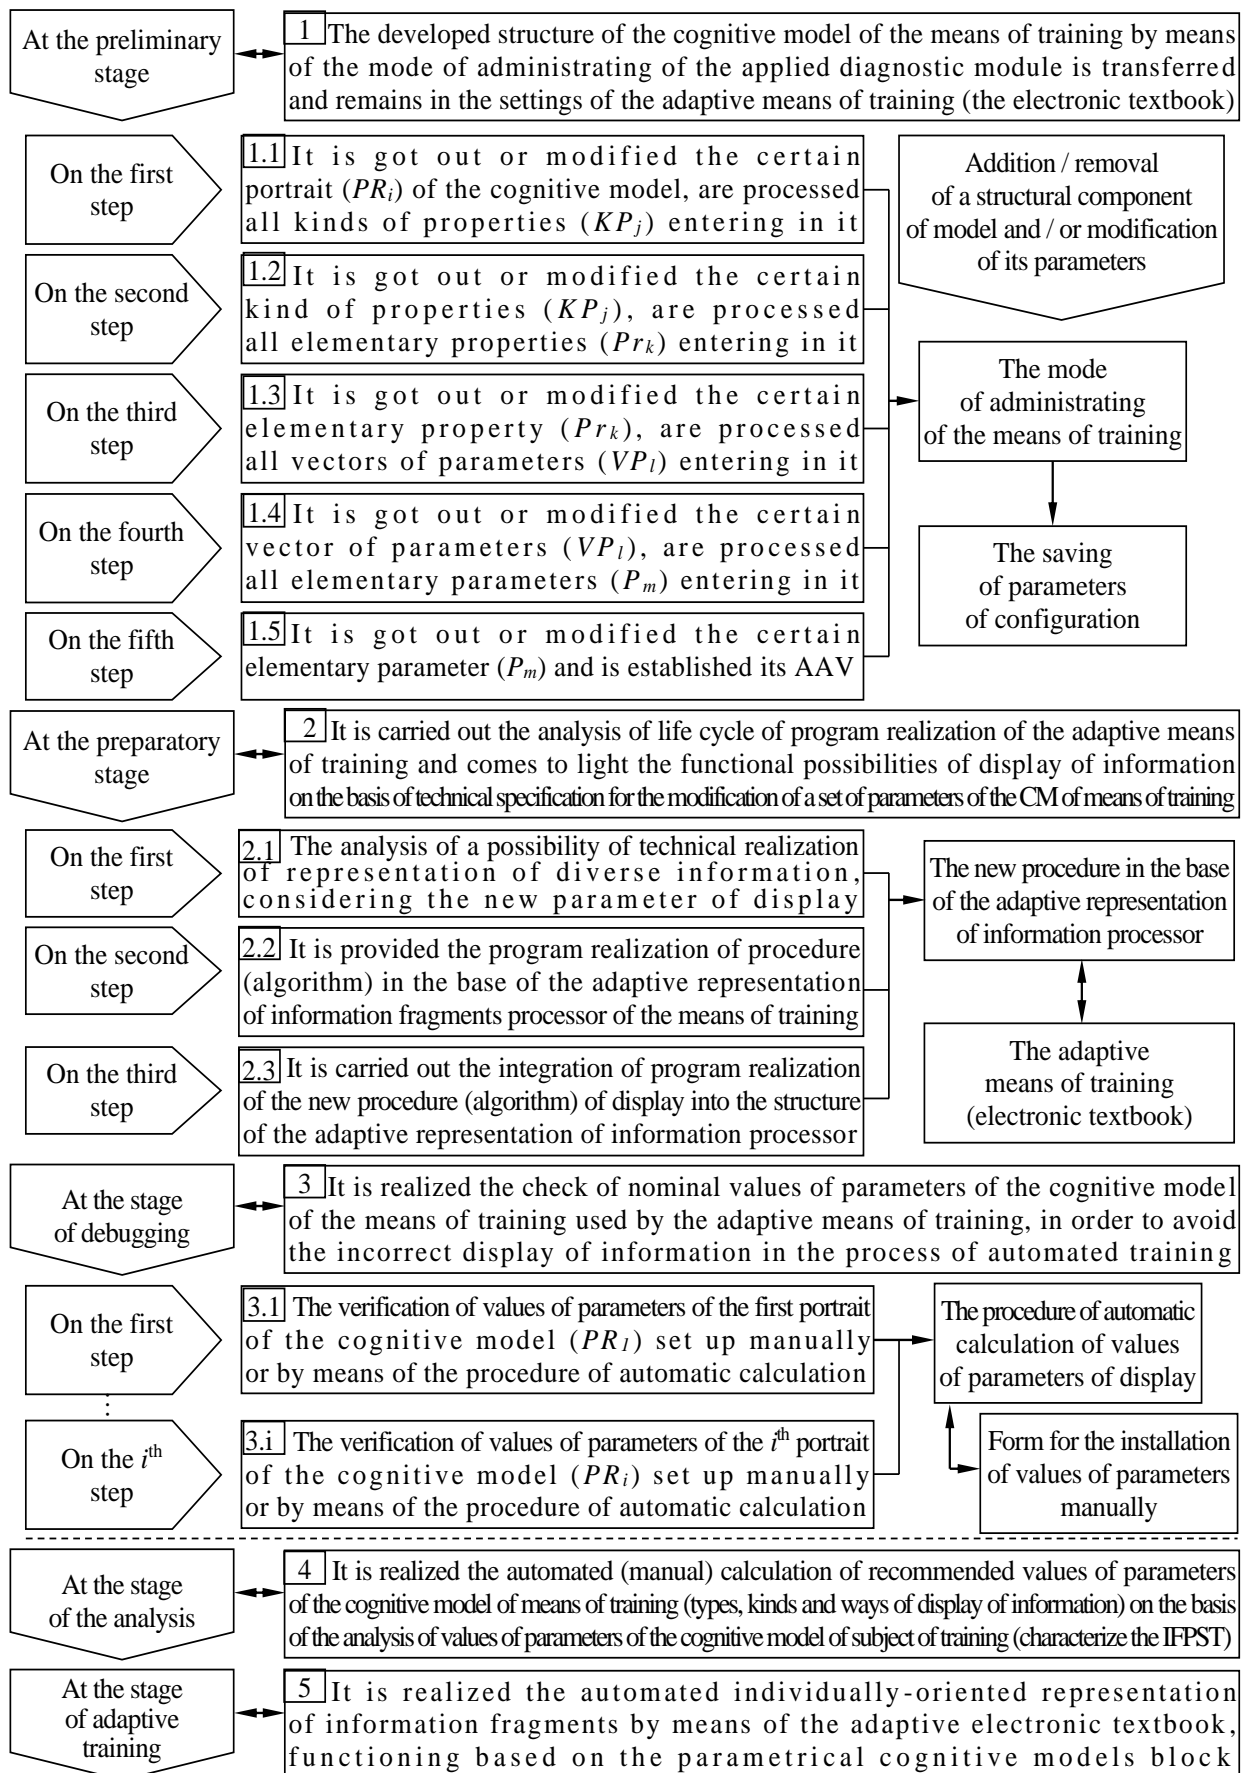 At the preliminary
stage
1 The developed structure of the cognitive model of the means of training by means
of the mode of administrating of the applied diagnostic module is transferred
and remains in the settings of the adaptive means of training (the electronic textbook)
On the first
step
1.1 It is got out or modified the certain
portrait (PRi) of the cognitive model, are processed
all kinds of properties (KPj) entering in it
Addition / removal
of a structural component
of model and / or modification
of its parameters
On the second
step
1.2 It is got out or modified the certain
kind of properties (KPj), are processed
all elementary properties (Prk) entering in it
On the third
step
1.3 It is got out or modified the certain
elementary property (Prk), are processed
all vectors of parameters (VPl) entering in it
The mode
of administrating
of the means of training
On the fourth
step
1.4 It is got out or modified the certain
vector of parameters (VPl), are processed
all elementary parameters (Pm) entering in it
The saving
of parameters
of configuration
On the fifth
step
1.5 It is got out or modified the certain
elementary parameter (Pm) and is established its AAV
At the preparatory
stage
2 It is carried out the analysis of life cycle of program realization of the adaptive means
of training and comes to light the functional possibilities of display of information
on the basis of technical specification for the modification of a set of parameters of the CM of means of training
On the first
step
2.1 The analysis of a possibility of technical realization
of representation of diverse information,
considering the new parameter of display
The new procedure in the base
of the adaptive representation
of information processor
On the second
step
2.2 It is provided the program realization of procedure
(algorithm) in the base of the adaptive representation
of information fragments processor of the means of training
On the third
step
2.3 It is carried out the integration of program realization
of the new procedure (algorithm) of display into the structure
of the adaptive representation of information processor
The adaptive
means of training
(electronic textbook)
At the stage
of debugging
3 It is realized the check of nominal values of parameters of the cognitive model
of the means of training used by the adaptive means of training, in order to avoid
the incorrect display of information in the process of automated training
On the first
step
3.1 The verification of values of parameters of the first portrait
of the cognitive model (PR1) set up manually
or by means of the procedure of automatic calculation
The procedure of automatic
calculation of values
of parameters of display
⋮
On the ith
step
3.i The verification of values of parameters of the ith portrait
of the cognitive model (PRi) set up manually
or by means of the procedure of automatic calculation
Form for the installation
of values of parameters
manually
At the stage
of the analysis
4 It is realized the automated (manual) calculation of recommended values of parameters
of the cognitive model of means of training (types, kinds and ways of display of information) on the basis
of the analysis of values of parameters of the cognitive model of subject of training (characterize the IFPST)
At the stage
of adaptive
training
5 It is realized the automated individually-oriented representation
of information fragments by means of the adaptive electronic textbook,
functioning based on the parametrical cognitive models block